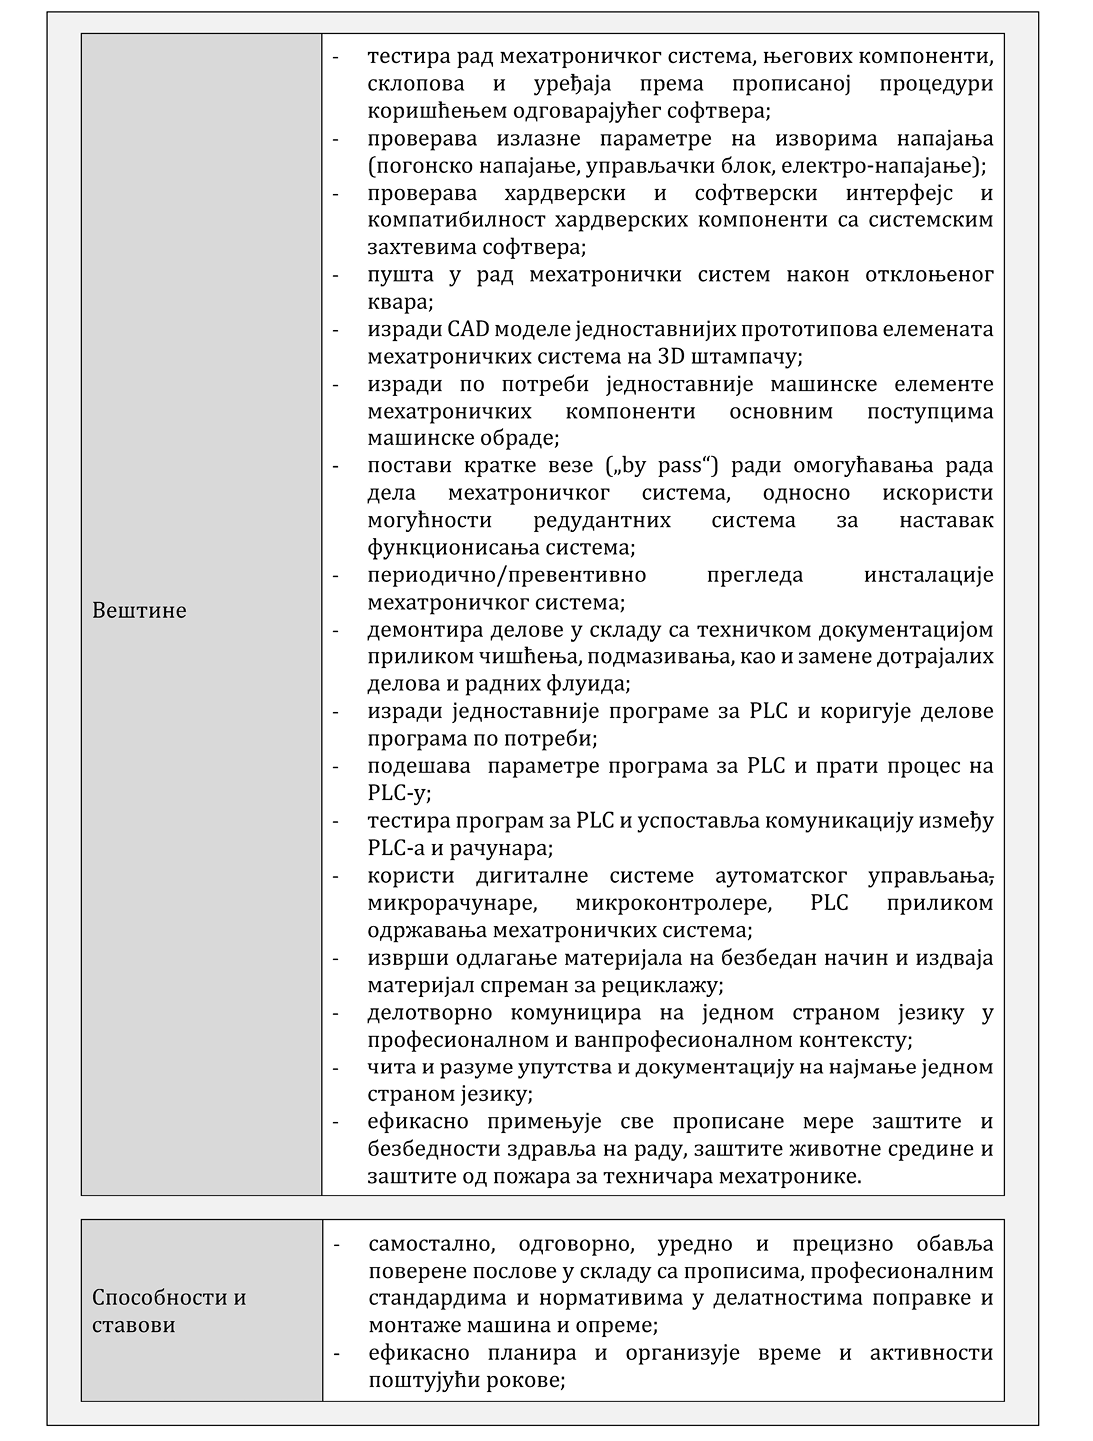 Вештине
- тестира рад мехатроничког система, његових компоненти,
склопова и уређаја према прописаној процедури
коришћењем одговарајућег софтвера;
- проверава излазне параметре на изворима напајања
(погонско напајање, управљачки блок, електро-напајање);
- проверава хардверски и софтверски интерфејс и
компатибилност хардверских компоненти са системским
захтевима софтвера;
- пушта у рад мехатронички систем након отклоњеног
квара;
- изради CAD моделе једноставнијих прототипова елемената
мехатроничких система на 3D штампачу;
- изради по потреби једноставније машинске елементе
мехатроничких компоненти основним поступцима
машинске обраде;
- постави кратке везе („by pass“) ради омогућавања рада
дела мехатроничког система, односно искористи
могућности редудантних система за наставак
функционисања система;
- периодично/превентивно прегледа инсталације
мехатроничког система;
- демонтира делове у складу са техничком документацијом
приликом чишћења, подмазивања, као и замене дотрајалих
делова и радних флуида;
- изради једноставније програме за PLC и коригује делове
програма по потреби;
- подешава параметре програма за PLC и прати процес на
PLC-у;
- тестира програм за PLC и успоставља комуникацију између
PLC-а и рачунара;
- користи дигиталне системе аутоматског управљања,
микрорачунаре, микроконтролере, PLC приликом
одржавања мехатроничких система;
- изврши одлагање материјала на безбедан начин и издваја
материјал спреман за рециклажу;
- делотворно комуницира на једном страном језику у
професионалном и ванпрофесионалном контексту;
- чита и разуме упутства и документацију на најмање једном
страном језику;
- ефикасно примењује све прописане мере заштите и
безбедности здравља на раду, заштите животне средине и
заштите од пожара за техничара мехатронике.
Способности и
ставови
- самостално, одговорно, уредно и прецизно обавља
поверене послове у складу са прописима, професионалним
стандардима и нормативима у делатностима поправке и
монтаже машина и опреме;
- ефикасно планира и организује време и активности
поштујући рокове;